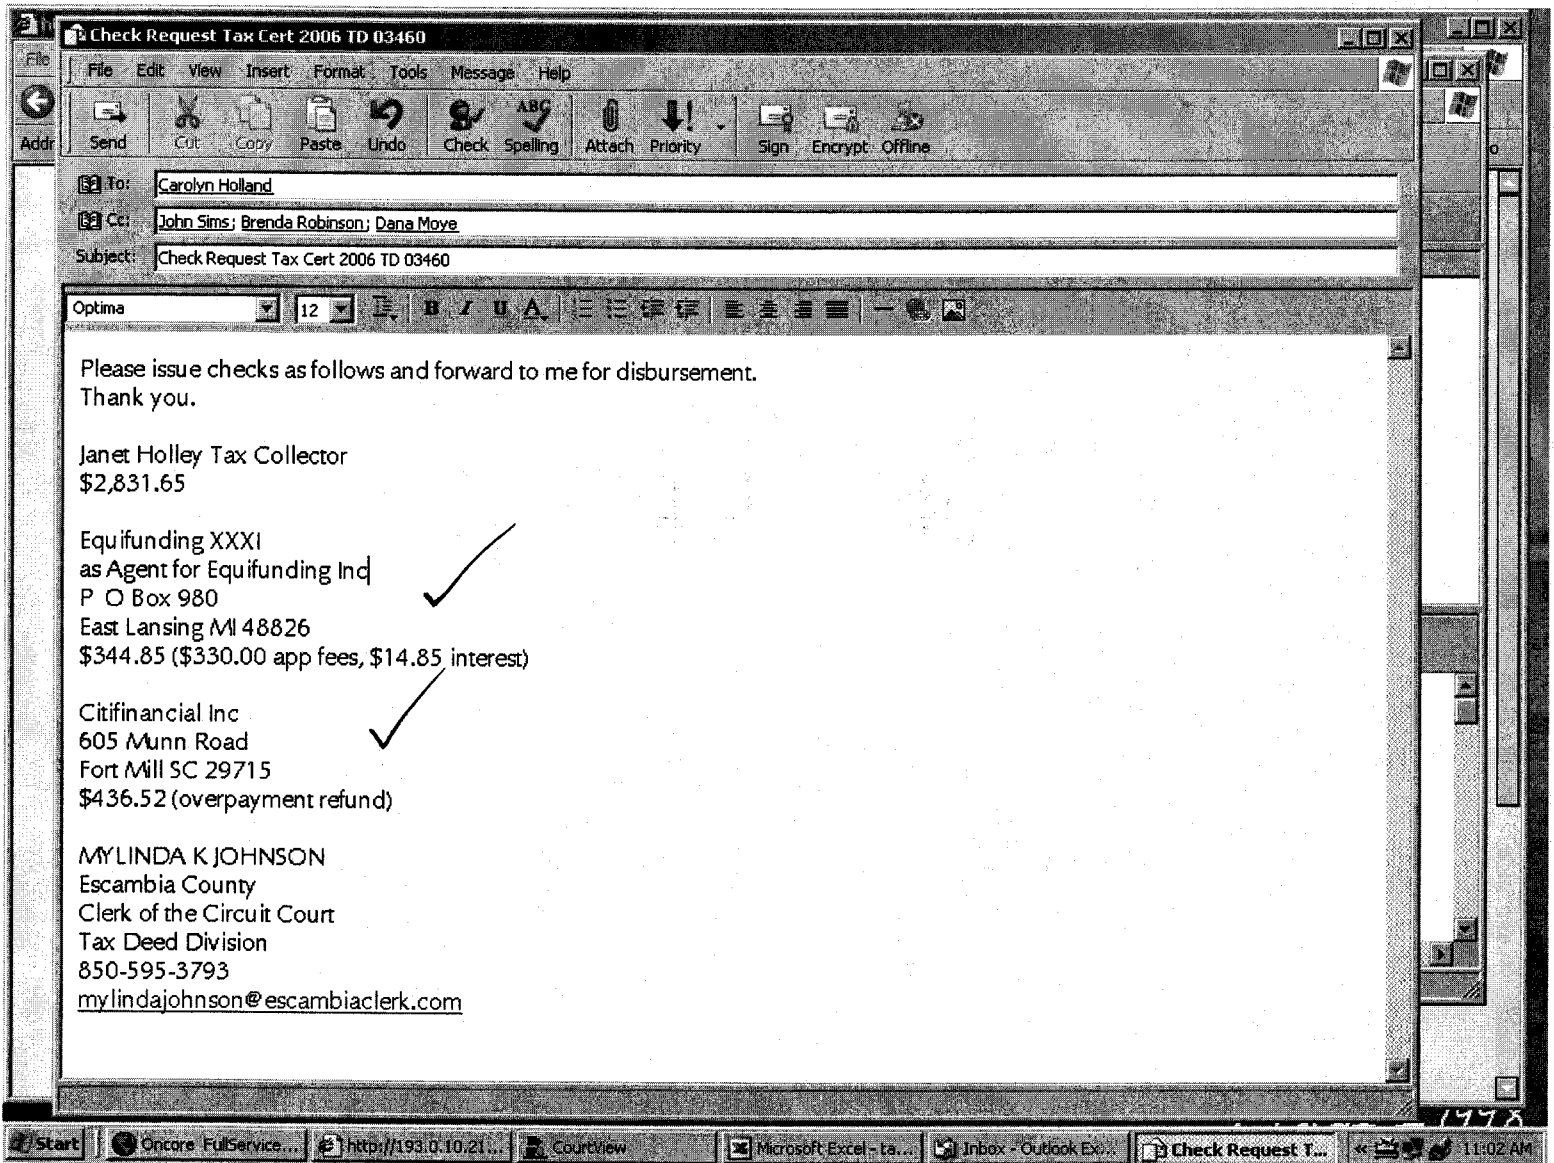 Check Request Tax Cert 2006 TD 03460
File Edit View Insert Format Tools Message Help
File
Send Cut Copy Paste Undo Check Spelling Attach Priority Sign Encrypt Offline
Addr
To: Carolyn Holland
Cc: John Sims; Brenda Robinson; Dana Moye
Subject: Check Request Tax Cert 2006 TD 03460
Optima 12 B I U A
Please issue checks as follows and forward to me for disbursement.
Thank you.
Janet Holley Tax Collector
$2,831.65
Equifunding XXXI
as Agent for Equifunding Inc
P O Box 980
East Lansing MI 48826
$344.85 ($330.00 app fees, $14.85 interest)
Citifinancial Inc
605 Munn Road
Fort Mill SC 29715
$436.52 (overpayment refund)
MYLINDA K JOHNSON
Escambia County
Clerk of the Circuit Court
Tax Deed Division
850-595-3793
mylindajohnson@escambiaclerk.com
Start Oncore FullService... http://193.0.10.21... CourtView Microsoft Excel - ta... Inbox - Outlook Ex... Check Request T... 11:02 AM